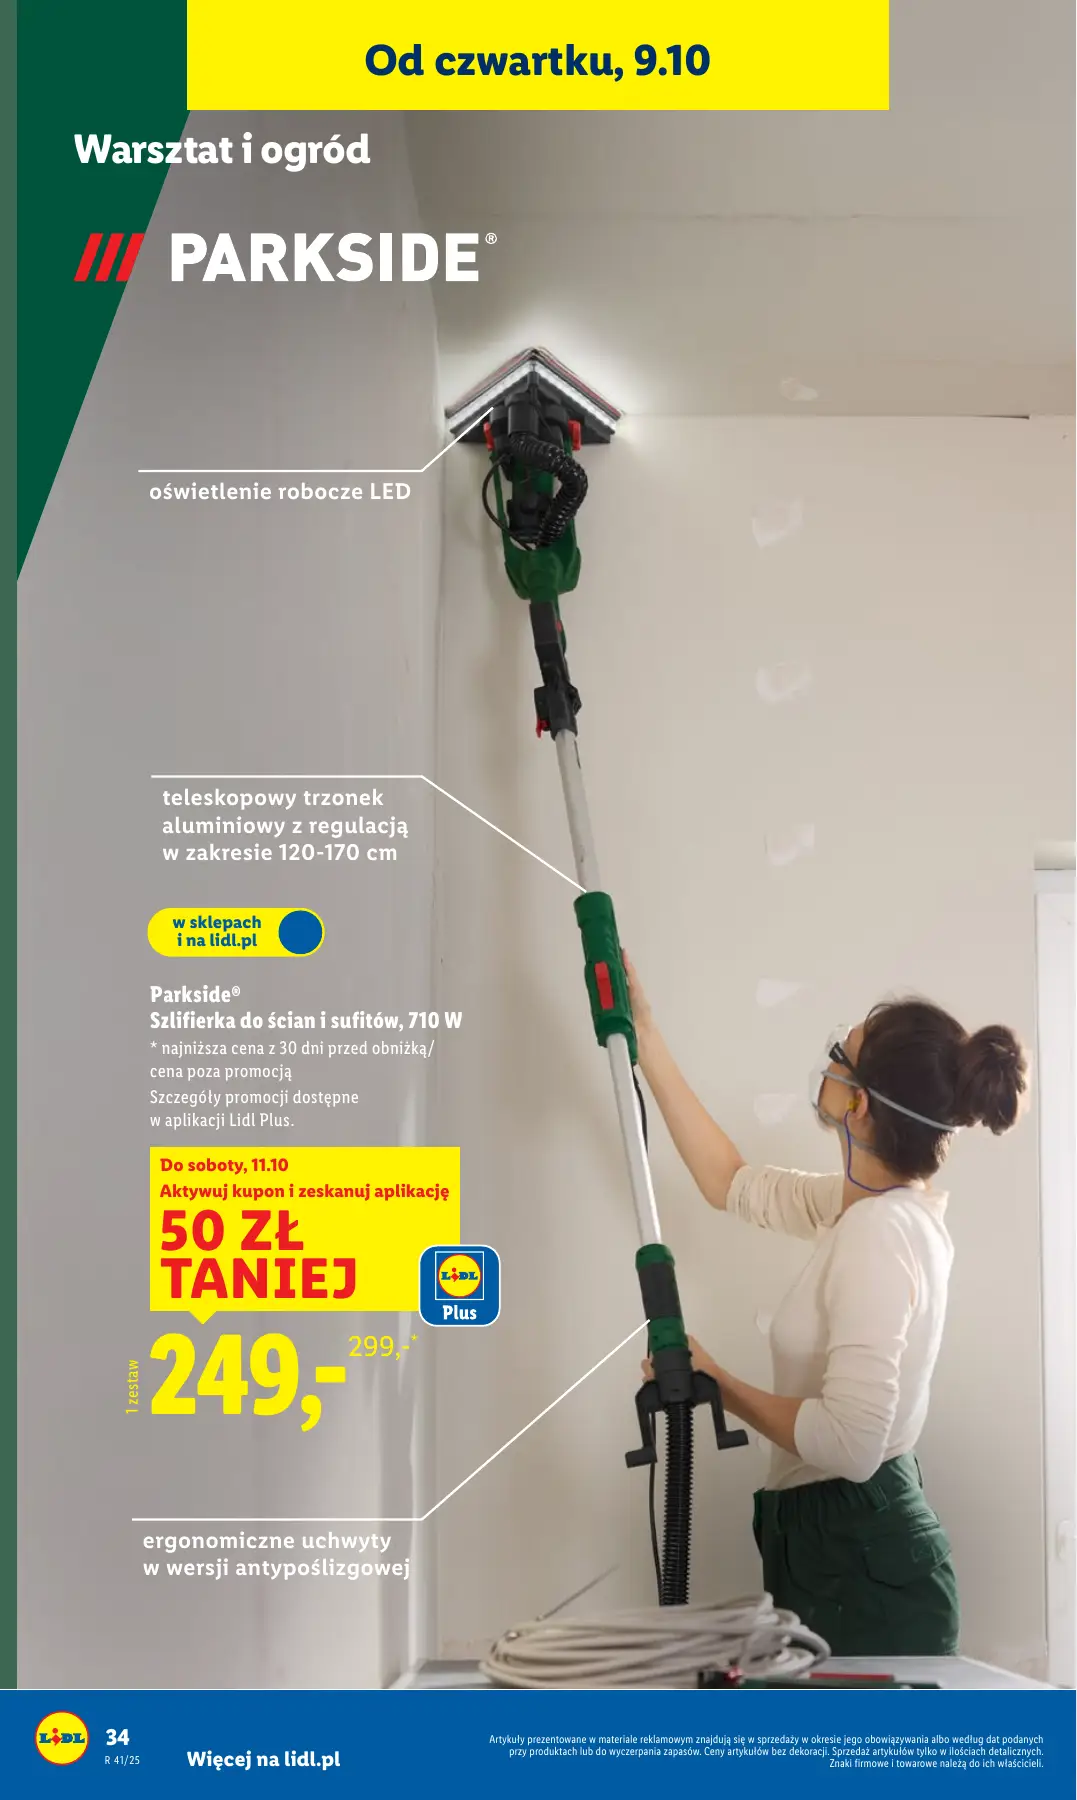 Od czwartku, 9.10
Warsztat i ogród
PARKSIDE®
oświetlenie robocze LED
teleskopowy trzonek
aluminiowy z regulacją
w zakresie 120-170 cm
w sklepach
i na lidl.pl
Parkside®
Szlifierka do ścian i sufitów, 710 W
* najniższa cena z 30 dni przed obniżką/
cena poza promocją
Szczegóły promocji dostępne
w aplikacji Lidl Plus.
Do soboty, 11.10
Aktywuj kupon i zeskanuj aplikację
50 ZŁ
TANIEJ
LIDL
Plus
1 zestaw
249,-
299,-*
ergonomiczne uchwyty
w wersji antypoślizgowej
LIDL
34
R 41/25
Więcej na lidl.pl
Artykuły prezentowane w materiale reklamowym znajdują się w sprzedaży w okresie jego obowiązywania albo według dat podanych
przy produktach lub do wyczerpania zapasów. Ceny artykułów bez dekoracji. Sprzedaż artykułów tylko w ilościach detalicznych.
Znaki firmowe i towarowe należą do ich właścicieli.